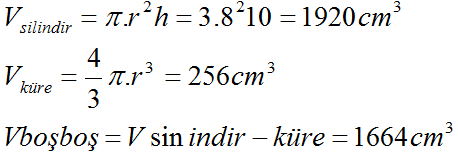 V_silindir = π.r²h = 3.8²10 = 1920cm³
V_küre = 4/3 π.r³ = 256cm³
Vboşboş = V sin indir − küre = 1664cm³